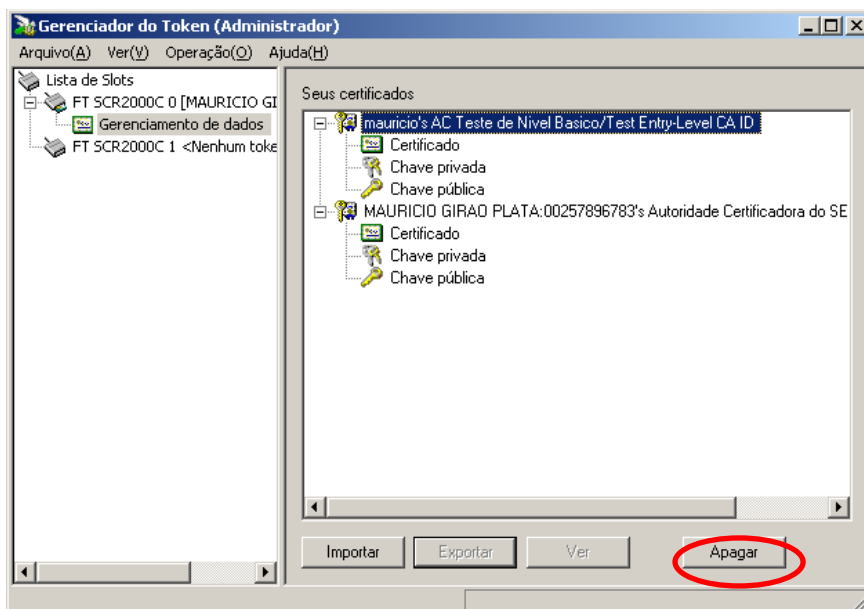 Gerenciador do Token (Administrador)
Arquivo(A) Ver(V) Operação(O) Ajuda(H)
Lista de Slots
FT SCR2000C 0 [MAURICIO GI
Gerenciamento de dados
FT SCR2000C 1 <Nenhum toke
Seus certificados
mauricio's AC Teste de Nivel Basico/Test Entry-Level CA ID
Certificado
Chave privada
Chave pública
MAURICIO GIRAO PLATA:00257896783's Autoridade Certificadora do SE
Certificado
Chave privada
Chave pública
Importar Exportar Ver Apagar